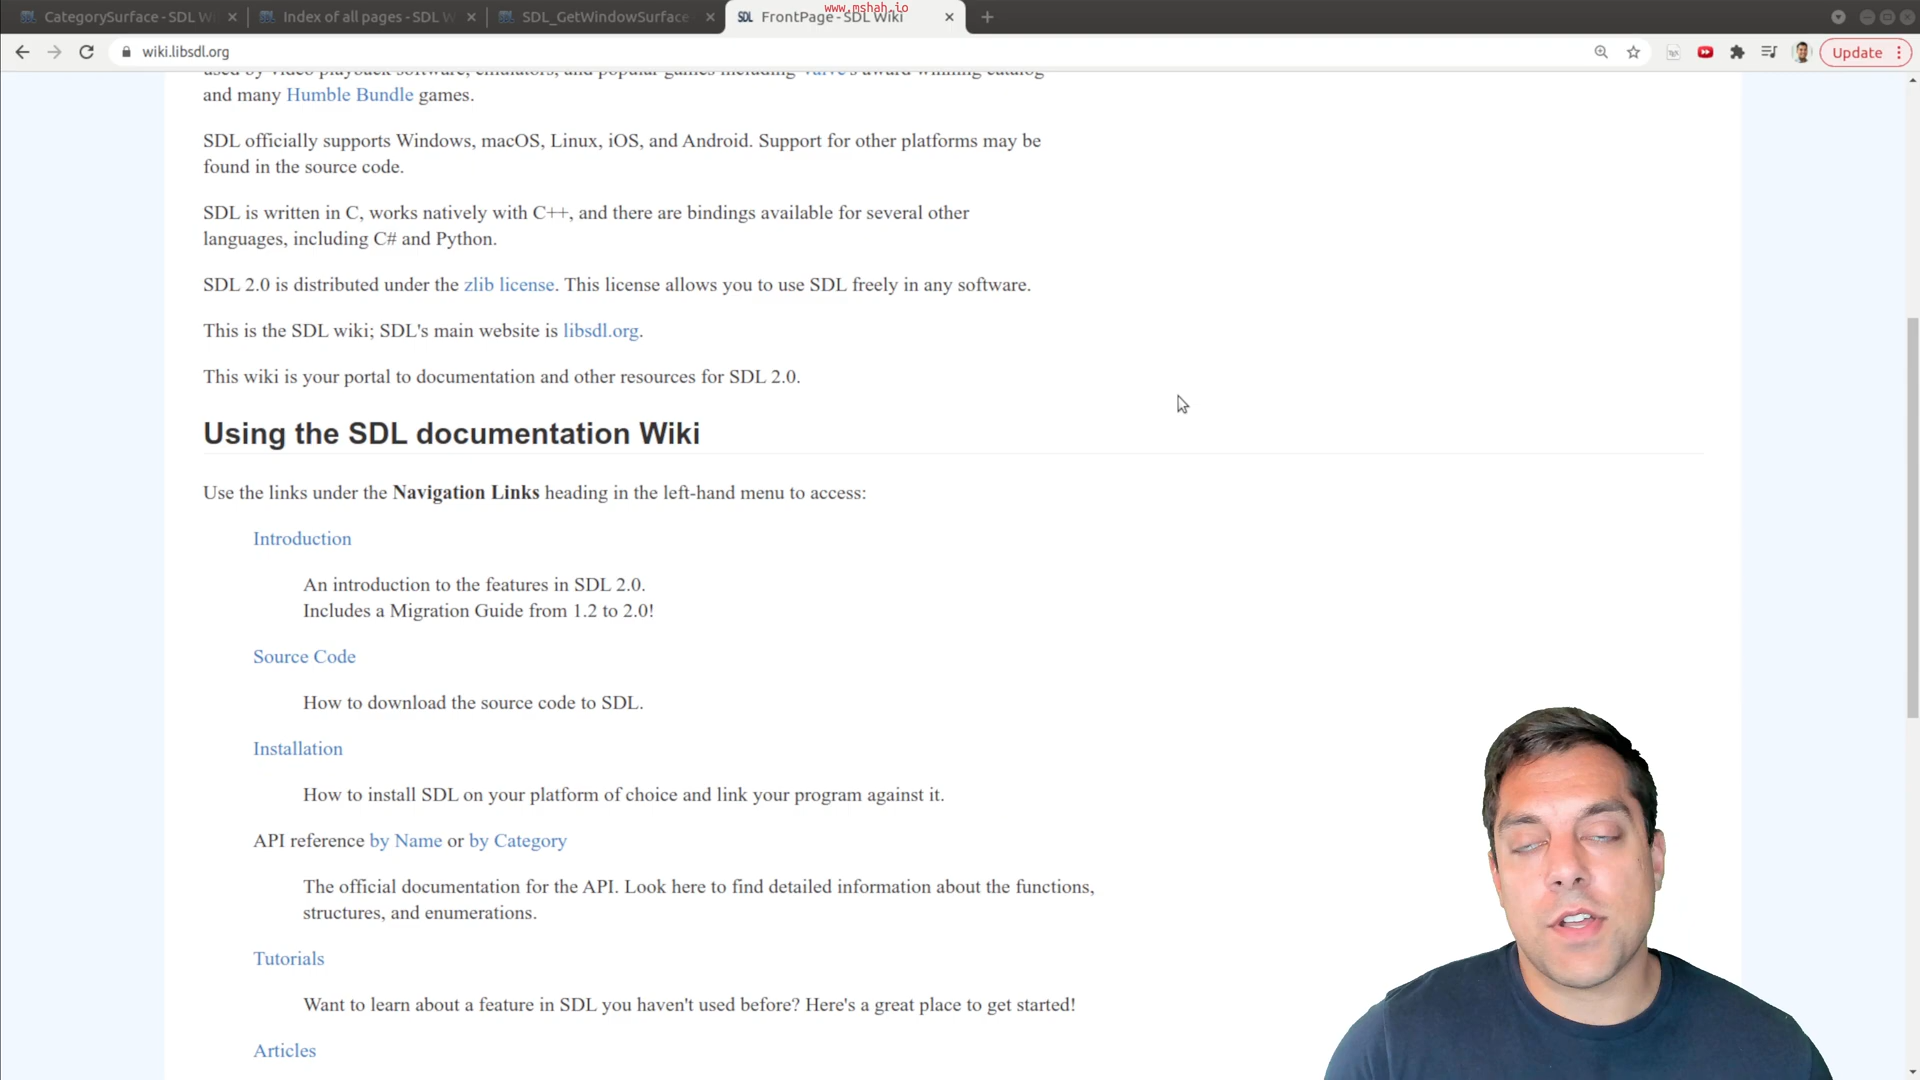 CategorySurface - SDL Wi
Index of all pages - SDL W
SDL_GetWindowSurface
FrontPage - SDL Wiki
www.mshah.io
wiki.libsdl.org
Update
used by video playback software, emulators, and popular games including Valve's award winning catalog
and many Humble Bundle games.
SDL officially supports Windows, macOS, Linux, iOS, and Android. Support for other platforms may be
found in the source code.
SDL is written in C, works natively with C++, and there are bindings available for several other
languages, including C# and Python.
SDL 2.0 is distributed under the zlib license. This license allows you to use SDL freely in any software.
This is the SDL wiki; SDL's main website is libsdl.org.
This wiki is your portal to documentation and other resources for SDL 2.0.
Using the SDL documentation Wiki
Use the links under the Navigation Links heading in the left-hand menu to access:
Introduction
An introduction to the features in SDL 2.0.
Includes a Migration Guide from 1.2 to 2.0!
Source Code
How to download the source code to SDL.
Installation
How to install SDL on your platform of choice and link your program against it.
API reference by Name or by Category
The official documentation for the API. Look here to find detailed information about the functions,
structures, and enumerations.
Tutorials
Want to learn about a feature in SDL you haven't used before? Here's a great place to get started!
Articles